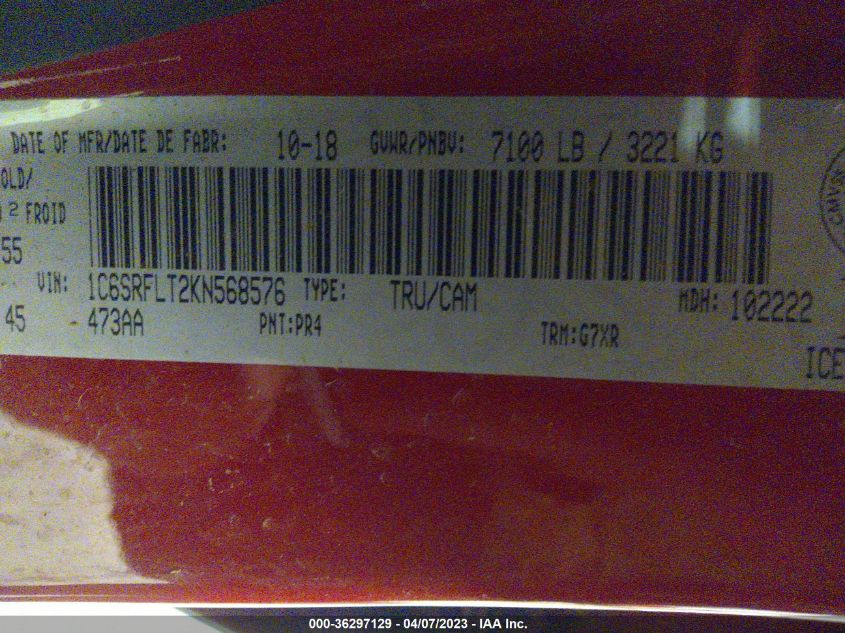 DATE OF MFR/DATE DE FABR: 10-18 GVWR/PNBV: 7100 LB / 3221 KG
OLD/
2 FROID
55
VIN: 1C6SRFLT2KN568576 TYPE: TRU/CAM MDH: 102222
45 473AA PNT:PR4 TRM:G7XR
ICE
000-36297129 - 04/07/2023 - IAA Inc.